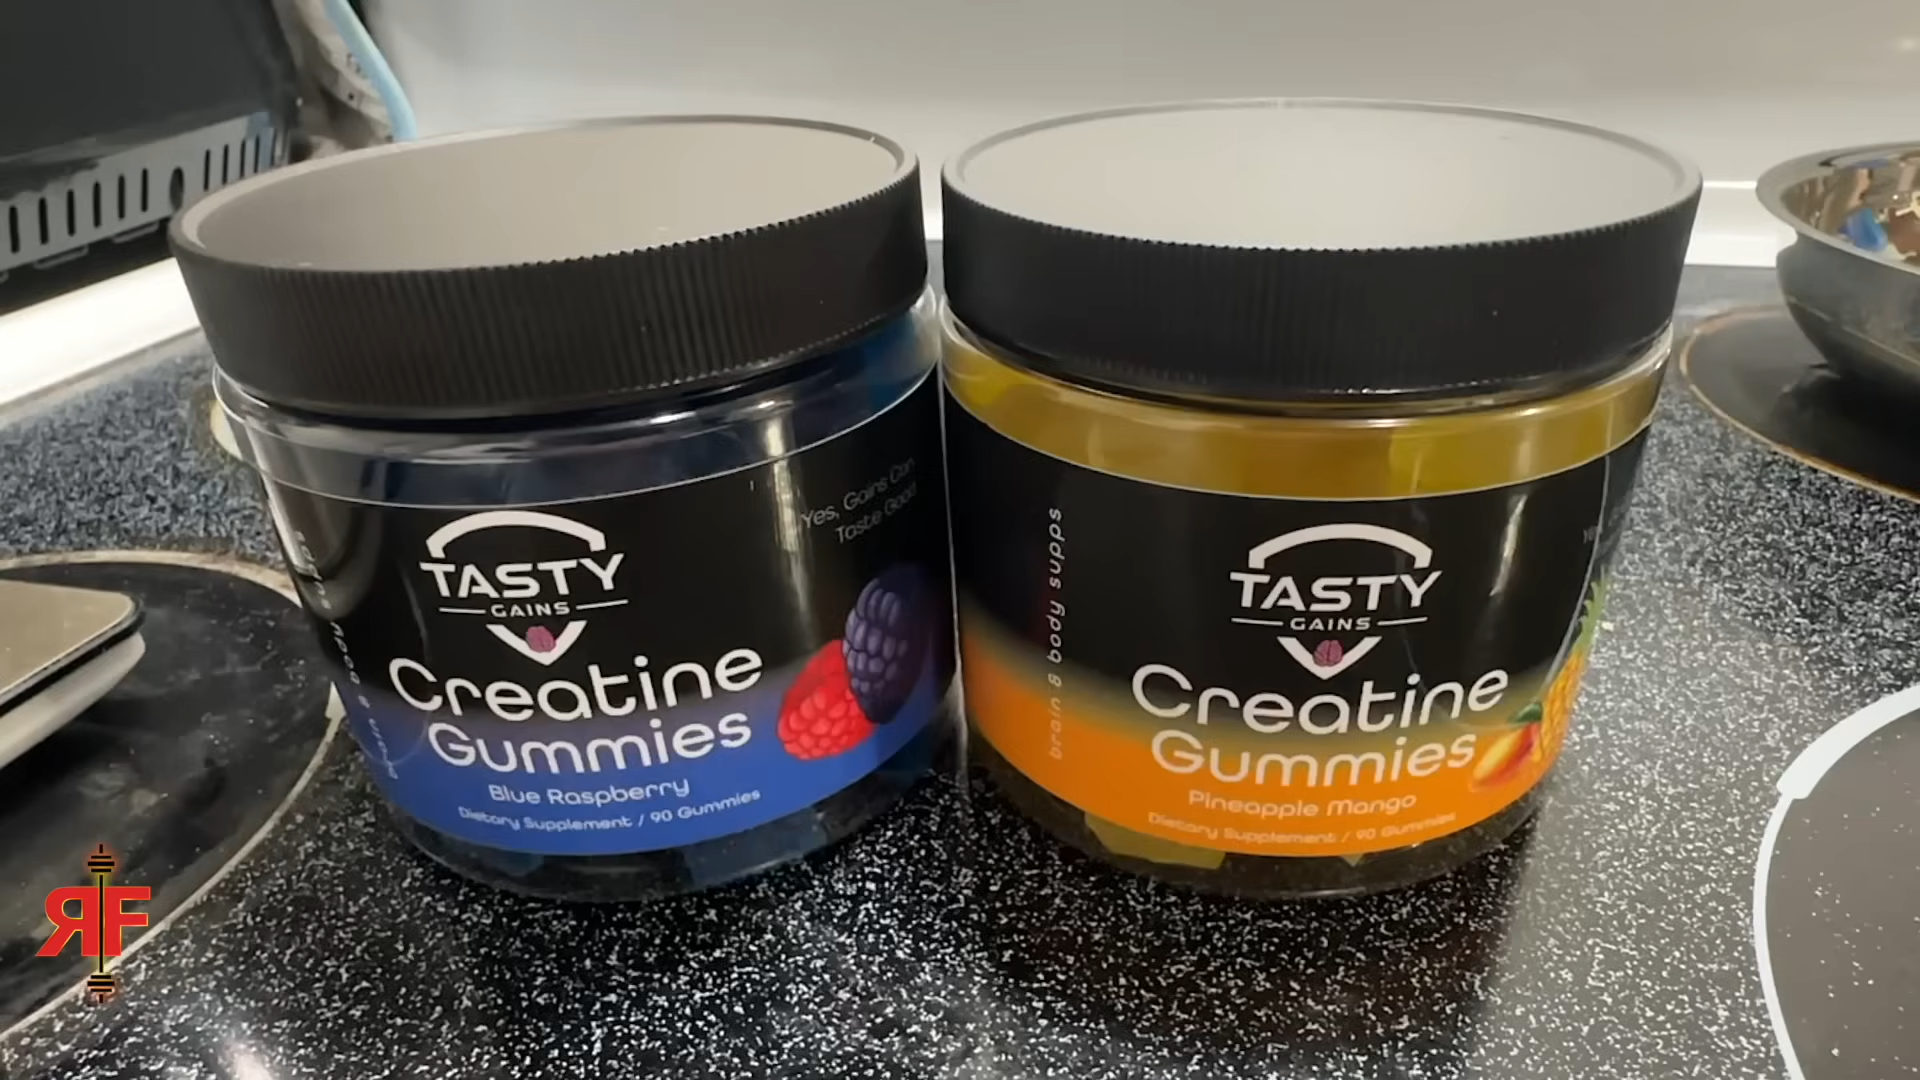 Yes, Gains Can
Taste Good
TASTY
GAINS
Creatine
Gummies
Blue Raspberry
Dietary Supplement / 90 Gummies
brain & body supps
TASTY
GAINS
Creatine
Gummies
Pineapple Mango
Dietary Supplement / 90 Gummies
RF